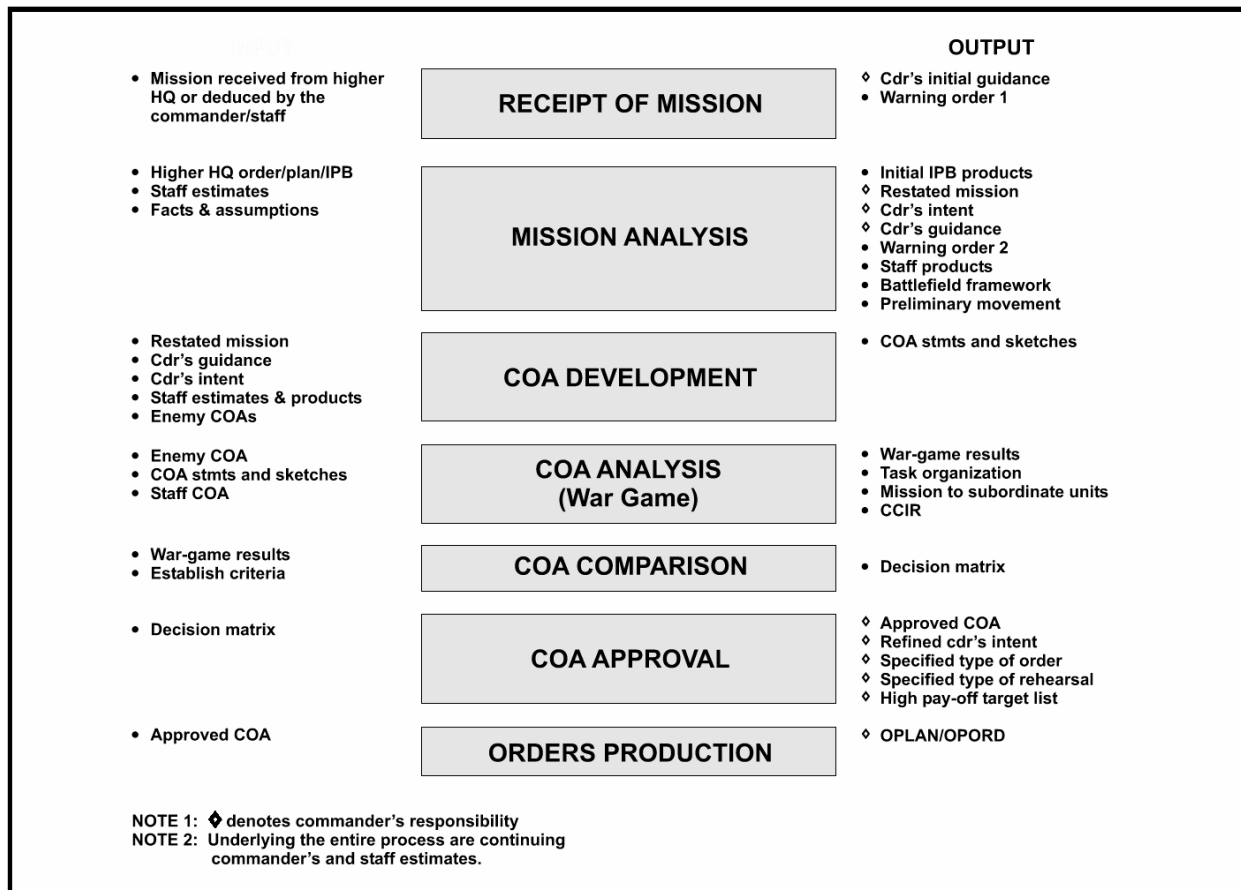 INPUT
OUTPUT
• Mission received from higher
HQ or deduced by the
commander/staff
RECEIPT OF MISSION
◊ Cdr's initial guidance
• Warning order 1
• Higher HQ order/plan/IPB
• Staff estimates
• Facts & assumptions
MISSION ANALYSIS
• Initial IPB products
◊ Restated mission
◊ Cdr's intent
◊ Cdr's guidance
• Warning order 2
• Staff products
• Battlefield framework
• Preliminary movement
• Restated mission
• Cdr's guidance
• Cdr's intent
• Staff estimates & products
• Enemy COAs
COA DEVELOPMENT
• COA stmts and sketches
• Enemy COA
• COA stmts and sketches
• Staff COA
COA ANALYSIS
(War Game)
• War-game results
• Task organization
• Mission to subordinate units
• CCIR
• War-game results
• Establish criteria
COA COMPARISON
• Decision matrix
• Decision matrix
COA APPROVAL
◊ Approved COA
◊ Refined cdr's intent
◊ Specified type of order
◊ Specified type of rehearsal
◊ High pay-off target list
• Approved COA
ORDERS PRODUCTION
◊ OPLAN/OPORD
NOTE 1: ◊ denotes commander's responsibility
NOTE 2: Underlying the entire process are continuing
commander's and staff estimates.